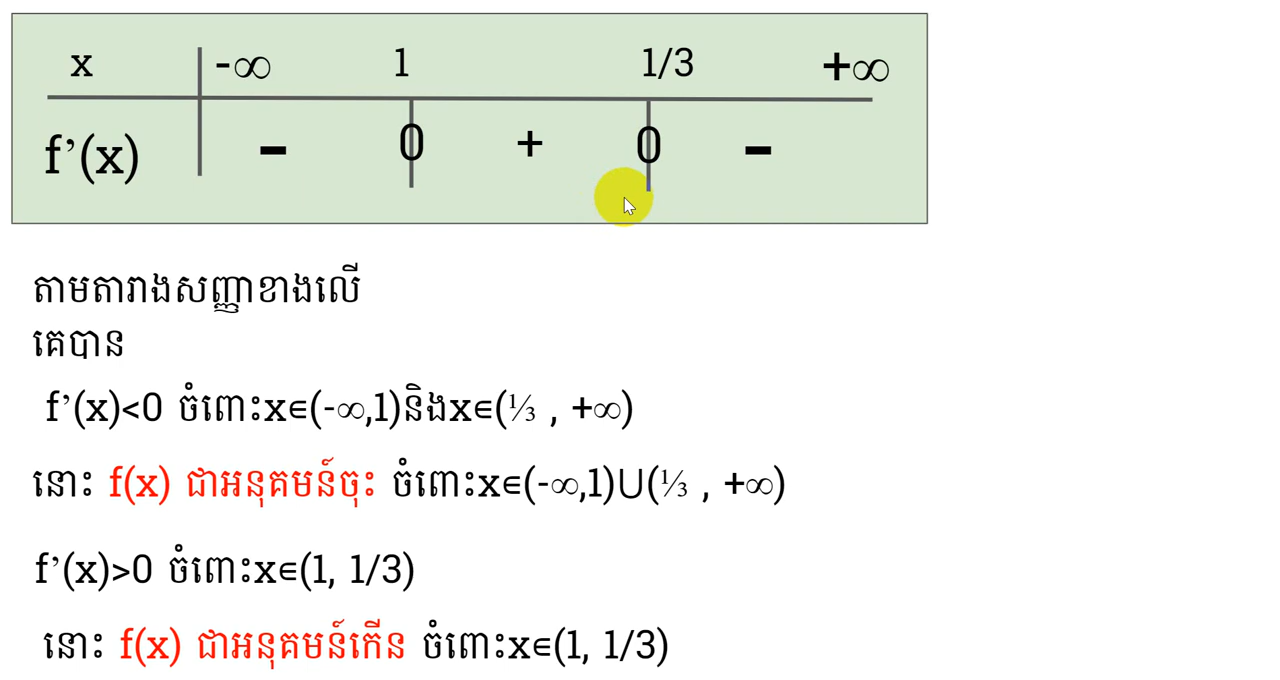 x -∞ 1 1/3 +∞
f’(x) - 0 + 0 -
តាមតារាងសញ្ញាខាងលើ
គេបាន
f’(x)<0 ចំពោះx∈(-∞,1)និងx∈(⅓ , +∞)
នោះ f(x) ជាអនុគមន៍ចុះ ចំពោះx∈(-∞,1)∪(⅓ , +∞)
f’(x)>0 ចំពោះx∈(1, 1/3)
នោះ f(x) ជាអនុគមន៍កើន ចំពោះx∈(1, 1/3)